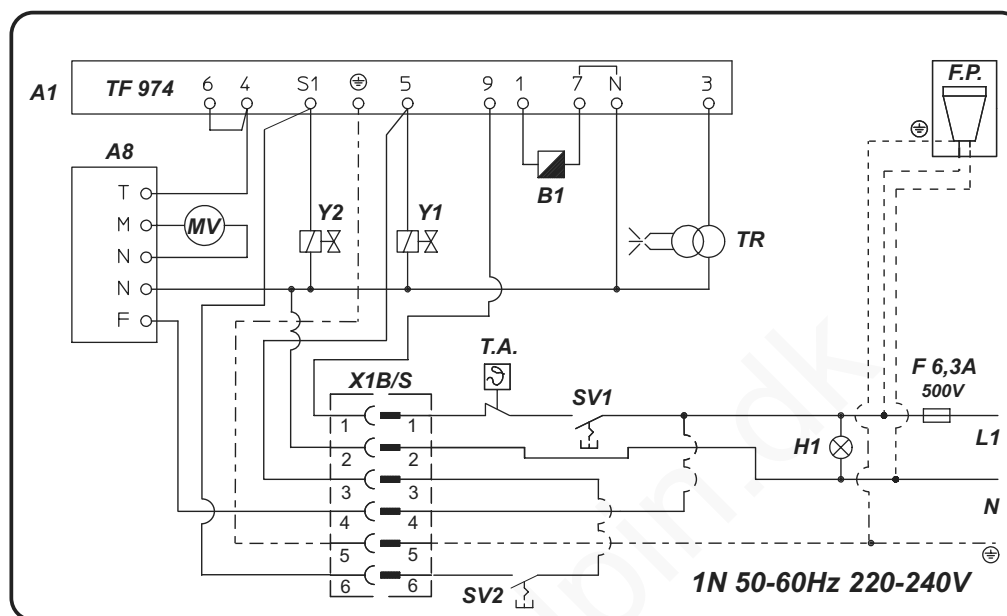 A1 TF 974 6 4 S1 5 9 1 7 N 3
F.P.
A8
T
M MV
N
N
F
Y2 Y1
B1
TR
T.A.
X1B/S
SV1
F 6,3A
500V
L1
H1
N
1 1
2 2
3 3
4 4
5 5
6 6
SV2
1N 50-60Hz 220-240V